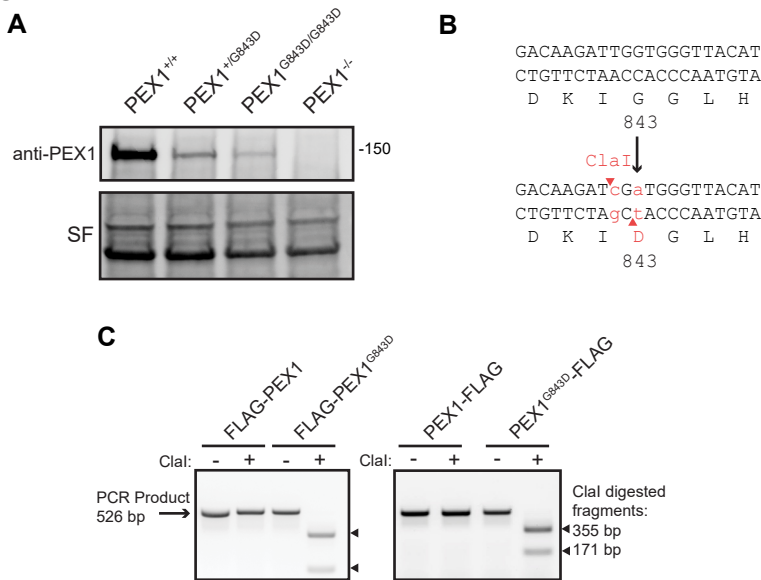 A
PEX1+/+
PEX1+/G843D
PEX1G843D/G843D
PEX1-/-
anti-PEX1
-150
SF
B
GACAAGATTGGTGGGTTACAT
CTGTTCTAACCACCCAATGTA
D K I G G L H
843
ClaI
GACAAGATcGaTGGGTTACAT
CTGTTCTAgCtACCCAATGTA
D K I D G L H
843
C
FLAG-PEX1
FLAG-PEX1G843D
PEX1-FLAG
PEX1G843D-FLAG
ClaI: - + - +
ClaI: - + - +
PCR Product
526 bp
ClaI digested
fragments:
355 bp
171 bp